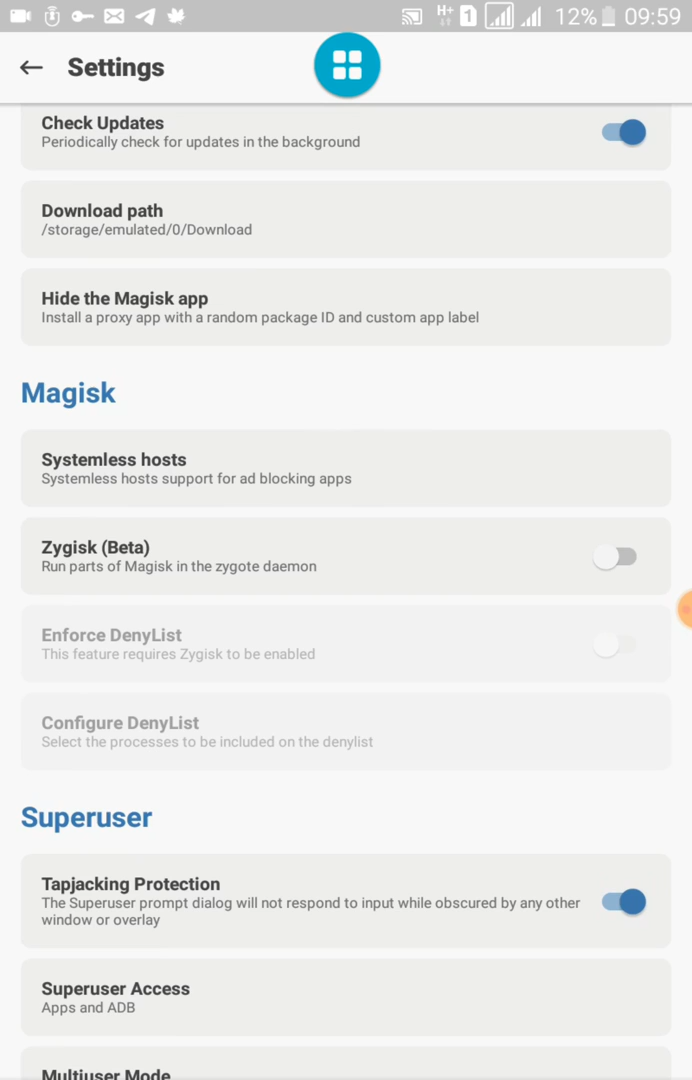 H+ 1 12% 09:59
Settings
Check Updates
Periodically check for updates in the background
Download path
/storage/emulated/0/Download
Hide the Magisk app
Install a proxy app with a random package ID and custom app label
Magisk
Systemless hosts
Systemless hosts support for ad blocking apps
Zygisk (Beta)
Run parts of Magisk in the zygote daemon
Enforce DenyList
This feature requires Zygisk to be enabled
Configure DenyList
Select the processes to be included on the denylist
Superuser
Tapjacking Protection
The Superuser prompt dialog will not respond to input while obscured by any other
window or overlay
Superuser Access
Apps and ADB
Multiuser Mode